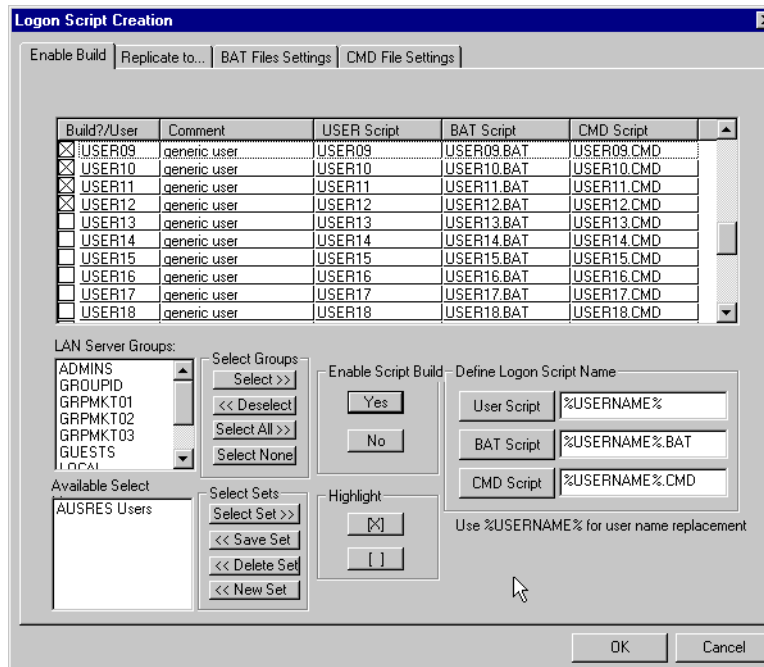 Logon Script Creation
Enable Build Replicate to... BAT Files Settings CMD File Settings
Build?/User Comment USER Script BAT Script CMD Script
USER09 generic user USER09 USER09.BAT USER09.CMD
USER10 generic user USER10 USER10.BAT USER10.CMD
USER11 generic user USER11 USER11.BAT USER11.CMD
USER12 generic user USER12 USER12.BAT USER12.CMD
USER13 generic user USER13 USER13.BAT USER13.CMD
USER14 generic user USER14 USER14.BAT USER14.CMD
USER15 generic user USER15 USER15.BAT USER15.CMD
USER16 generic user USER16 USER16.BAT USER16.CMD
USER17 generic user USER17 USER17.BAT USER17.CMD
USER18 generic user USER18 USER18.BAT USER18.CMD
LAN Server Groups:
ADMINS
GROUPID
GRPMKT01
GRPMKT02
GRPMKT03
GUESTS
LOCAL
Select Groups
Select >>
<< Deselect
Select All >>
Select None
Enable Script Build
Yes
No
Define Logon Script Name
User Script %USERNAME%
BAT Script %USERNAME%.BAT
CMD Script %USERNAME%.CMD
Use %USERNAME% for user name replacement
Available Select
AUSRES Users
Select Sets
Select Set >>
<< Save Set
<< Delete Set
<< New Set
Highlight
[X]
[ ]
OK Cancel